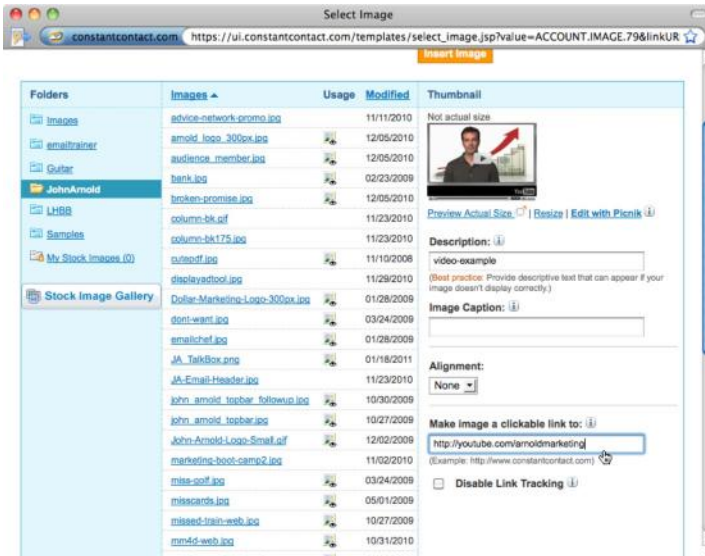 Select Image
constantcontact.com
https://ui.constantcontact.com/templates/select_image.jsp?value=ACCOUNT.IMAGE.79&linkUR
Insert Image
Folders
Images
Usage
Modified
Thumbnail
Images
emailtrainer
Guitar
JohnArnold
LHBB
Samples
My Stock Images (0)
Stock Image Gallery
advice-network-promo.jpg 11/11/2010
arnold_logo_300px.jpg 12/05/2010
audience_member.jpg 12/05/2010
bank.jpg 02/23/2009
broken-promise.jpg 12/05/2010
column-bk.gif 11/23/2010
column-bk175.jpg 11/23/2010
cutepdf.jpg 11/10/2008
displayadtool.jpg 11/29/2010
Dollar-Marketing-Logo-300px.jpg 01/28/2009
dont-want.jpg 03/24/2009
emailchef.jpg 01/28/2009
JA_TalkBox.png 01/18/2011
JA-Email-Header.jpg 11/23/2010
john_arnold_topbar_followup.jpg 10/30/2009
john_arnold_topbar.jpg 10/27/2009
John-Arnold-Logo-Small.gif 12/02/2009
marketing-boot-camp2.jpg 11/02/2010
miss-golf.jpg 03/24/2009
misscards.jpg 05/01/2009
missed-train-web.jpg 10/27/2009
mm4d-web.jpg 10/31/2010
Not actual size
YouTube
Preview Actual Size | Resize | Edit with Picnik
Description:
video-example
(Best practice: Provide descriptive text that can appear if your
image doesn't display correctly.)
Image Caption:
Alignment:
None
Make image a clickable link to:
http://youtube.com/arnoldmarketing
(Example: http://www.constantcontact.com)
Disable Link Tracking